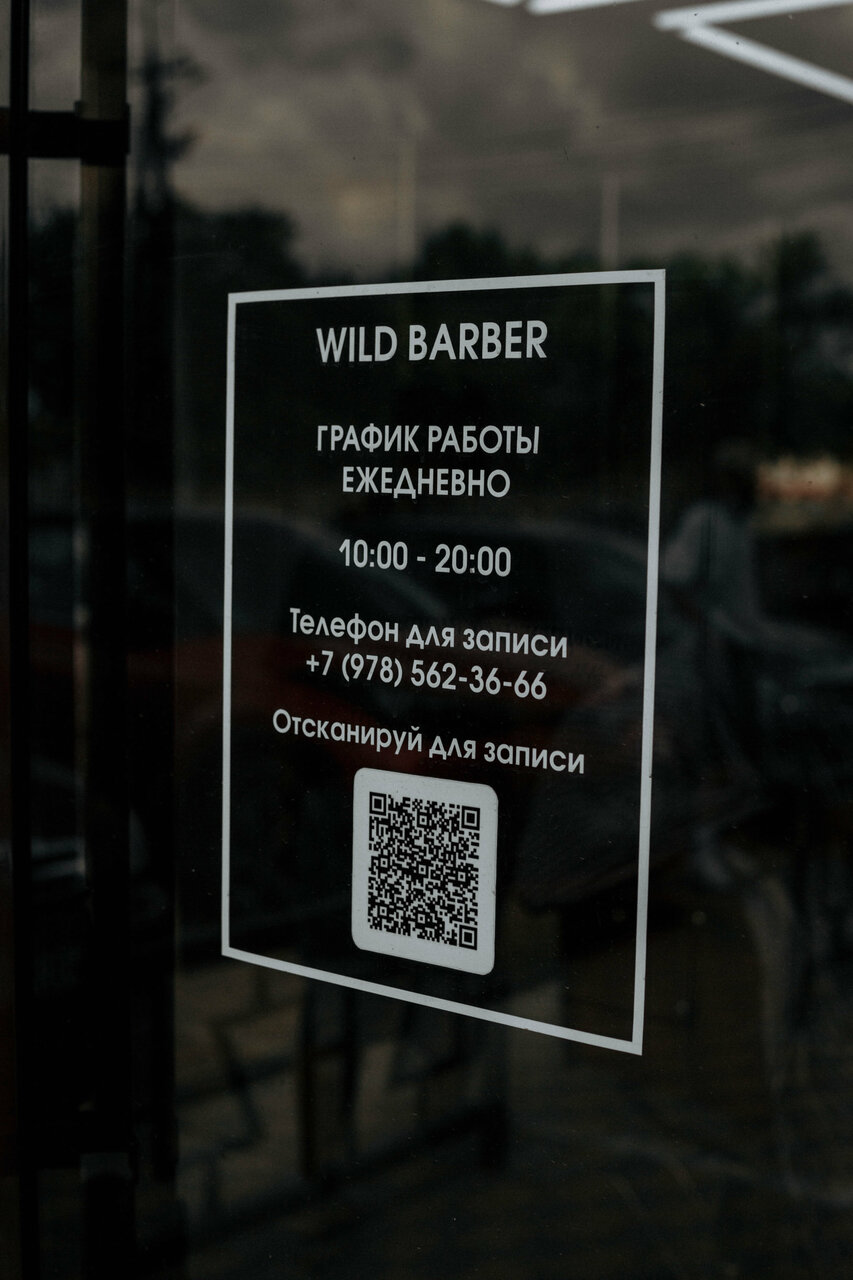 WILD BARBER
ГРАФИК РАБОТЫ
ЕЖЕДНЕВНО
10:00 - 20:00
Телефон для записи
+7 (978) 562-36-66
Отсканируй для записи